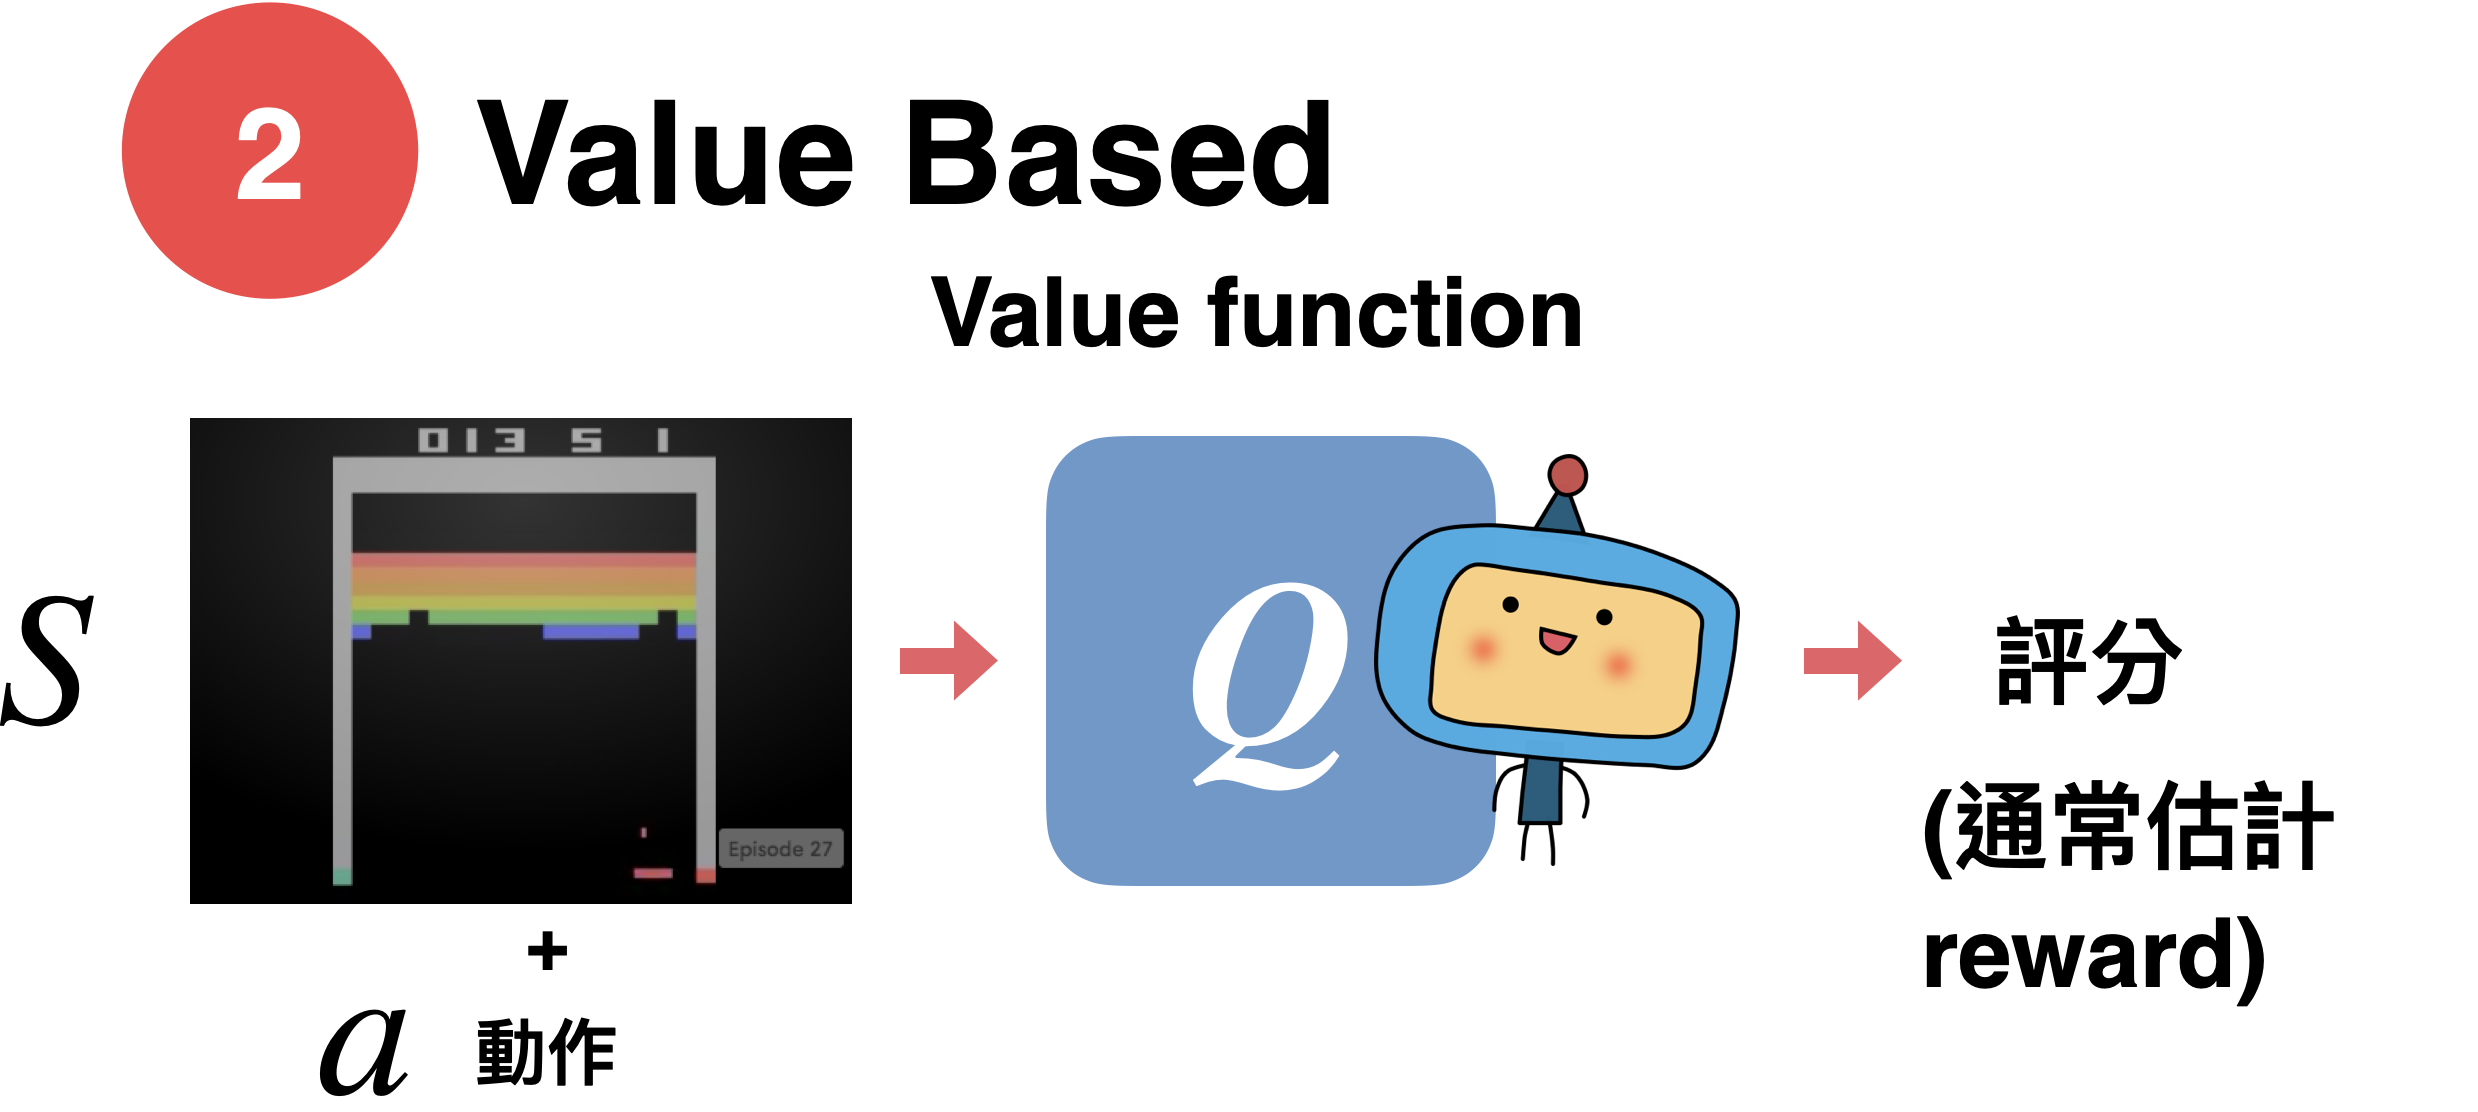 2
Value Based
Value function
013 5 1
S
Q
評分
(通常估計
reward)
Episode 27
+
a 動作